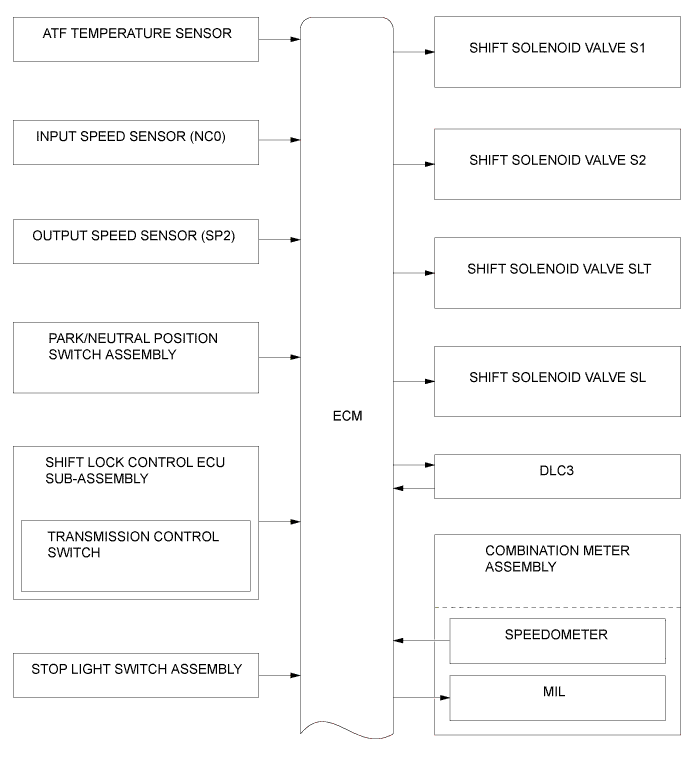 ATF TEMPERATURE SENSOR
INPUT SPEED SENSOR (NC0)
OUTPUT SPEED SENSOR (SP2)
PARK/NEUTRAL POSITION
SWITCH ASSEMBLY
SHIFT LOCK CONTROL ECU
SUB-ASSEMBLY
TRANSMISSION CONTROL
SWITCH
STOP LIGHT SWITCH ASSEMBLY
ECM
SHIFT SOLENOID VALVE S1
SHIFT SOLENOID VALVE S2
SHIFT SOLENOID VALVE SLT
SHIFT SOLENOID VALVE SL
DLC3
COMBINATION METER
ASSEMBLY
SPEEDOMETER
MIL